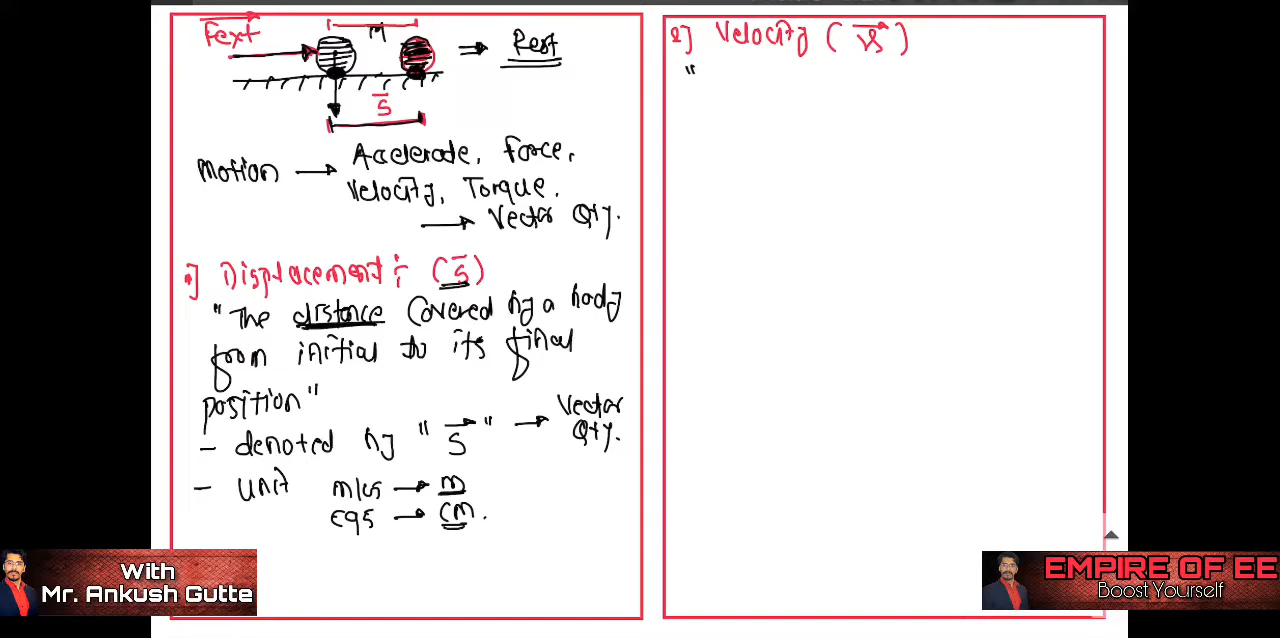 Fext
M
Rest
S
Motion → Accelerate, force,
Velocity, Torque.
→ Vector Qty.
1] Displacement :- (S)
"The distance Covered by a body
from initial to its final
position"
- denoted by " S " → Vector
Qty.
- Unit MKS → m
CGS → cm.
2] Velocity ( v )
"
With
Mr. Ankush Gutte
EMPIRE OF EE
Boost Yourself